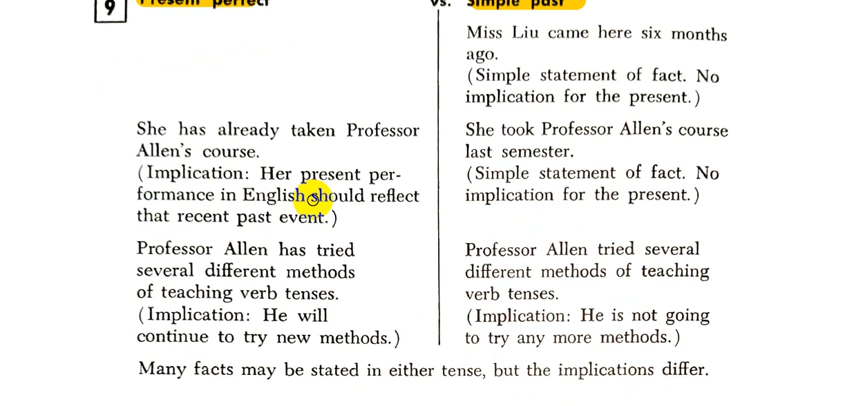 9
Present perfect vs. Simple past
Miss Liu came here six months
ago.
(Simple statement of fact. No
implication for the present.)
She has already taken Professor
Allen's course.
(Implication: Her present per-
formance in English should reflect
that recent past event.)
She took Professor Allen's course
last semester.
(Simple statement of fact. No
implication for the present.)
Professor Allen has tried
several different methods
of teaching verb tenses.
(Implication: He will
continue to try new methods.)
Professor Allen tried several
different methods of teaching
verb tenses.
(Implication: He is not going
to try any more methods.)
Many facts may be stated in either tense, but the implications differ.